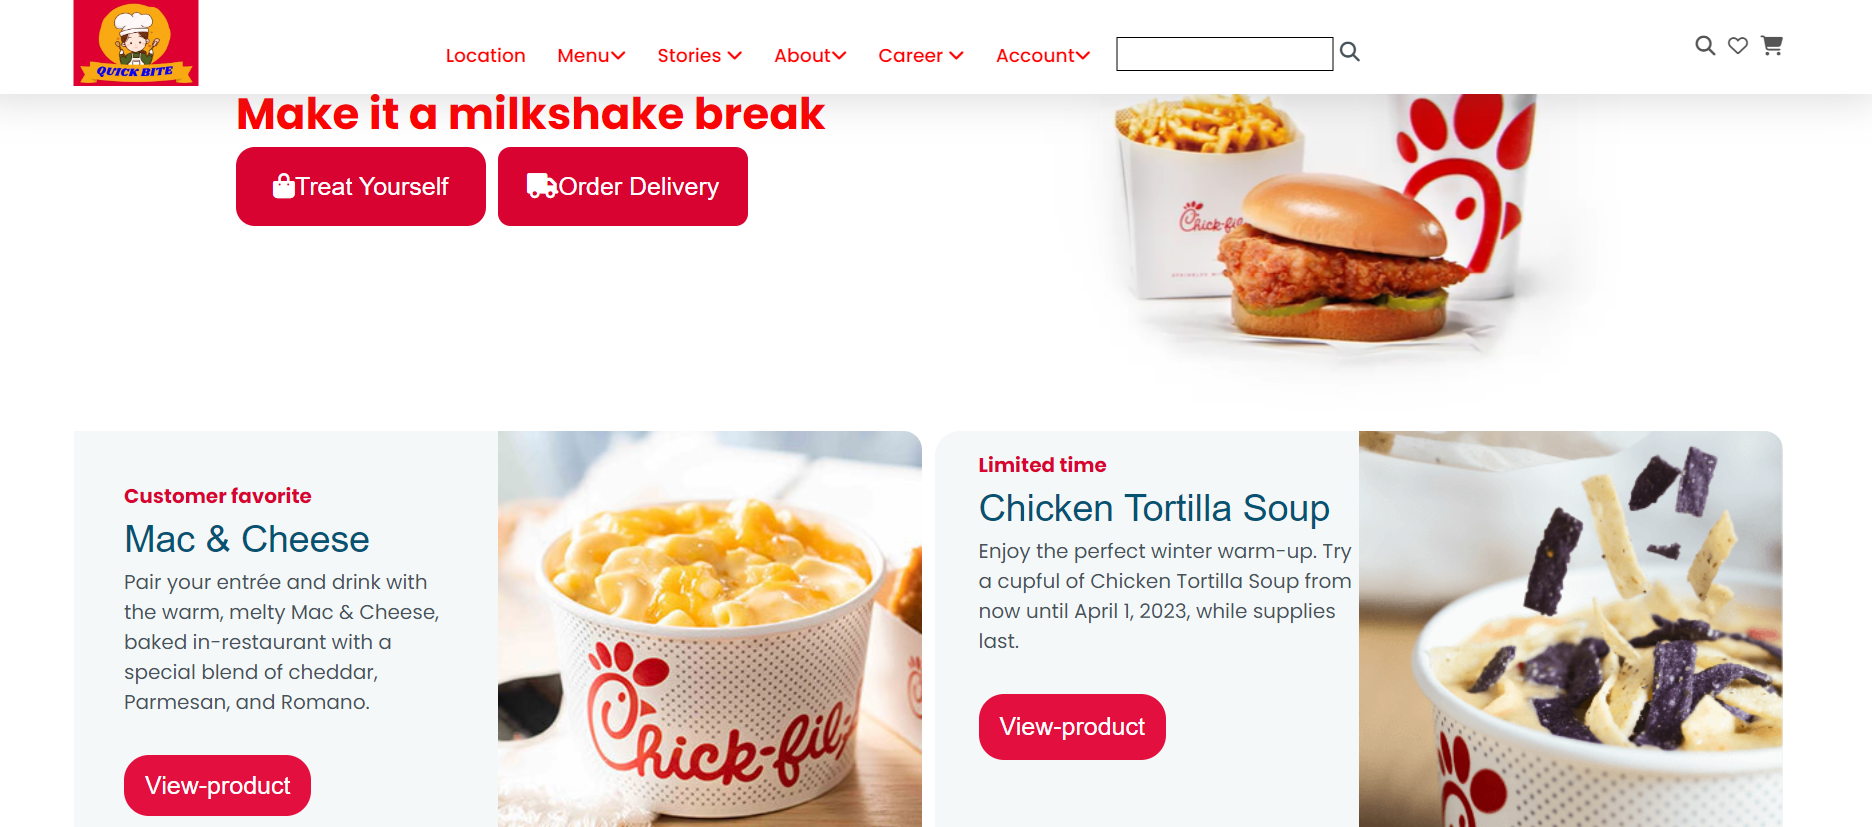 QUICK BITE
Location Menu Stories About Career Account
Make it a milkshake break
Treat Yourself Order Delivery
Chick-fil
Customer favorite
Mac & Cheese
Pair your entrée and drink with
the warm, melty Mac & Cheese,
baked in-restaurant with a
special blend of cheddar,
Parmesan, and Romano.
View-product
Chick-fil
Limited time
Chicken Tortilla Soup
Enjoy the perfect winter warm-up. Try
a cupful of Chicken Tortilla Soup from
now until April 1, 2023, while supplies
last.
View-product